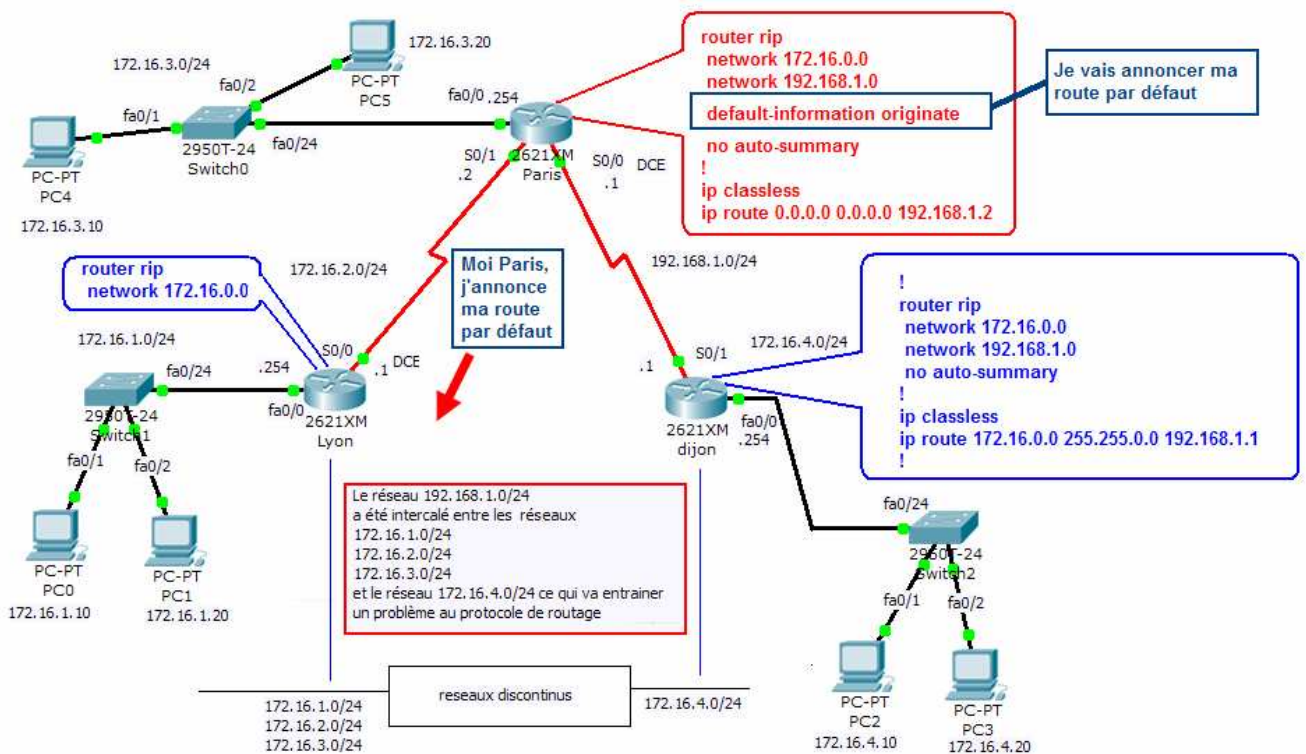 172.16.3.20
172.16.3.0/24
fa0/2
PC-PT
PC5
fa0/1
fa0/24
fa0/0
.254
2950T-24
Switch0
PC-PT
PC4
172.16.3.10
S0/1
.2
2621XM
Paris
S0/0
DCE
.1
router rip
network 172.16.0.0
network 192.168.1.0
default-information originate
no auto-summary
!
ip classless
ip route 0.0.0.0 0.0.0.0 192.168.1.2
Je vais annoncer ma
route par défaut
router rip
network 172.16.0.0
172.16.2.0/24
Moi Paris,
j'annonce
ma route
par défaut
192.168.1.0/24
172.16.1.0/24
fa0/24
.254
S0/0
.1
DCE
fa0/0
2621XM
Lyon
2950T-24
Switch1
fa0/1
fa0/2
PC-PT
PC0
172.16.1.10
PC-PT
PC1
172.16.1.20
S0/1
.1
172.16.4.0/24
2621XM
dijon
fa0/0
.254
!
router rip
network 172.16.0.0
network 192.168.1.0
no auto-summary
!
ip classless
ip route 172.16.0.0 255.255.0.0 192.168.1.1
!
Le réseau 192.168.1.0/24
a été intercalé entre les réseaux
172.16.1.0/24
172.16.2.0/24
172.16.3.0/24
et le réseau 172.16.4.0/24 ce qui va entrainer
un problème au protocole de routage
fa0/24
2950T-24
Switch2
fa0/1
fa0/2
PC-PT
PC2
172.16.4.10
PC-PT
PC3
172.16.4.20
reseaux discontinus
172.16.1.0/24
172.16.2.0/24
172.16.3.0/24
172.16.4.0/24